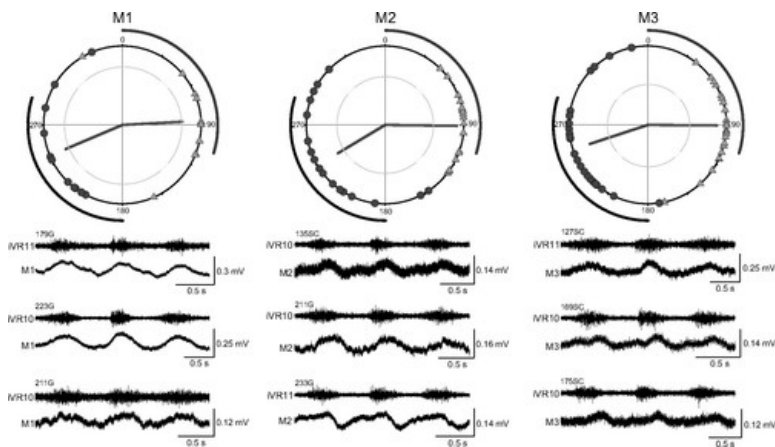 M1 M2 M3
0 0 0
270 90 270 90 270 90
180 180 180
179G 135SC 127SC
iVR11 iVR10 iVR11
M1 0.3 mV M2 0.14 mV M3 0.25 mV
0.5 s 0.5 s 0.5 s
223G 211G 169SC
iVR10 iVR10 iVR10
M1 0.25 mV M2 0.16 mV M3 0.14 mV
0.5 s 0.5 s 0.5 s
211G 233G 175SC
iVR10 iVR11 iVR10
M1 0.12 mV M2 0.14 mV M3 0.12 mV
0.5 s 0.5 s 0.5 s